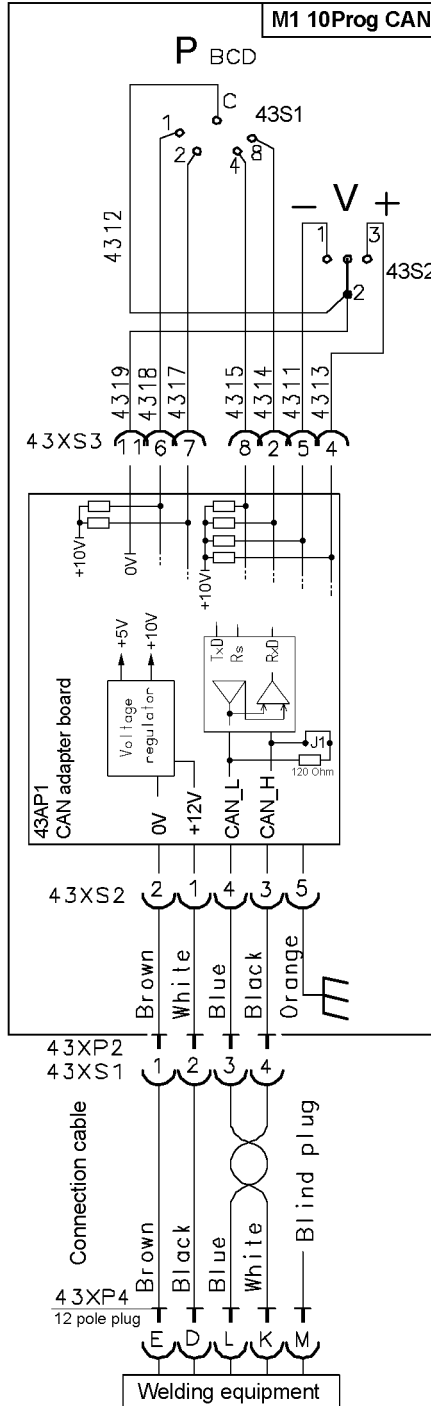 M1 10Prog CAN
P BCD
C 43S1
1 2 4 8
4312
− V +
1 3
43S2
2
4319 4318 4317 4315 4314 4311 4313
43XS3
11 6 7 8 2 5 4
+10V 0V +10V
+5V +10V
TxD Rs RxD
Voltage regulator
J1
120 Ohm
43AP1
CAN adapter board
0V +12V CAN_L CAN_H
43XS2
2 1 4 3 5
Brown White Blue Black Orange
43XP2
43XS1
1 2 3 4
Connection cable
Blind plug
Brown Black Blue White
43XP4
12 pole plug
E D L K M
Welding equipment